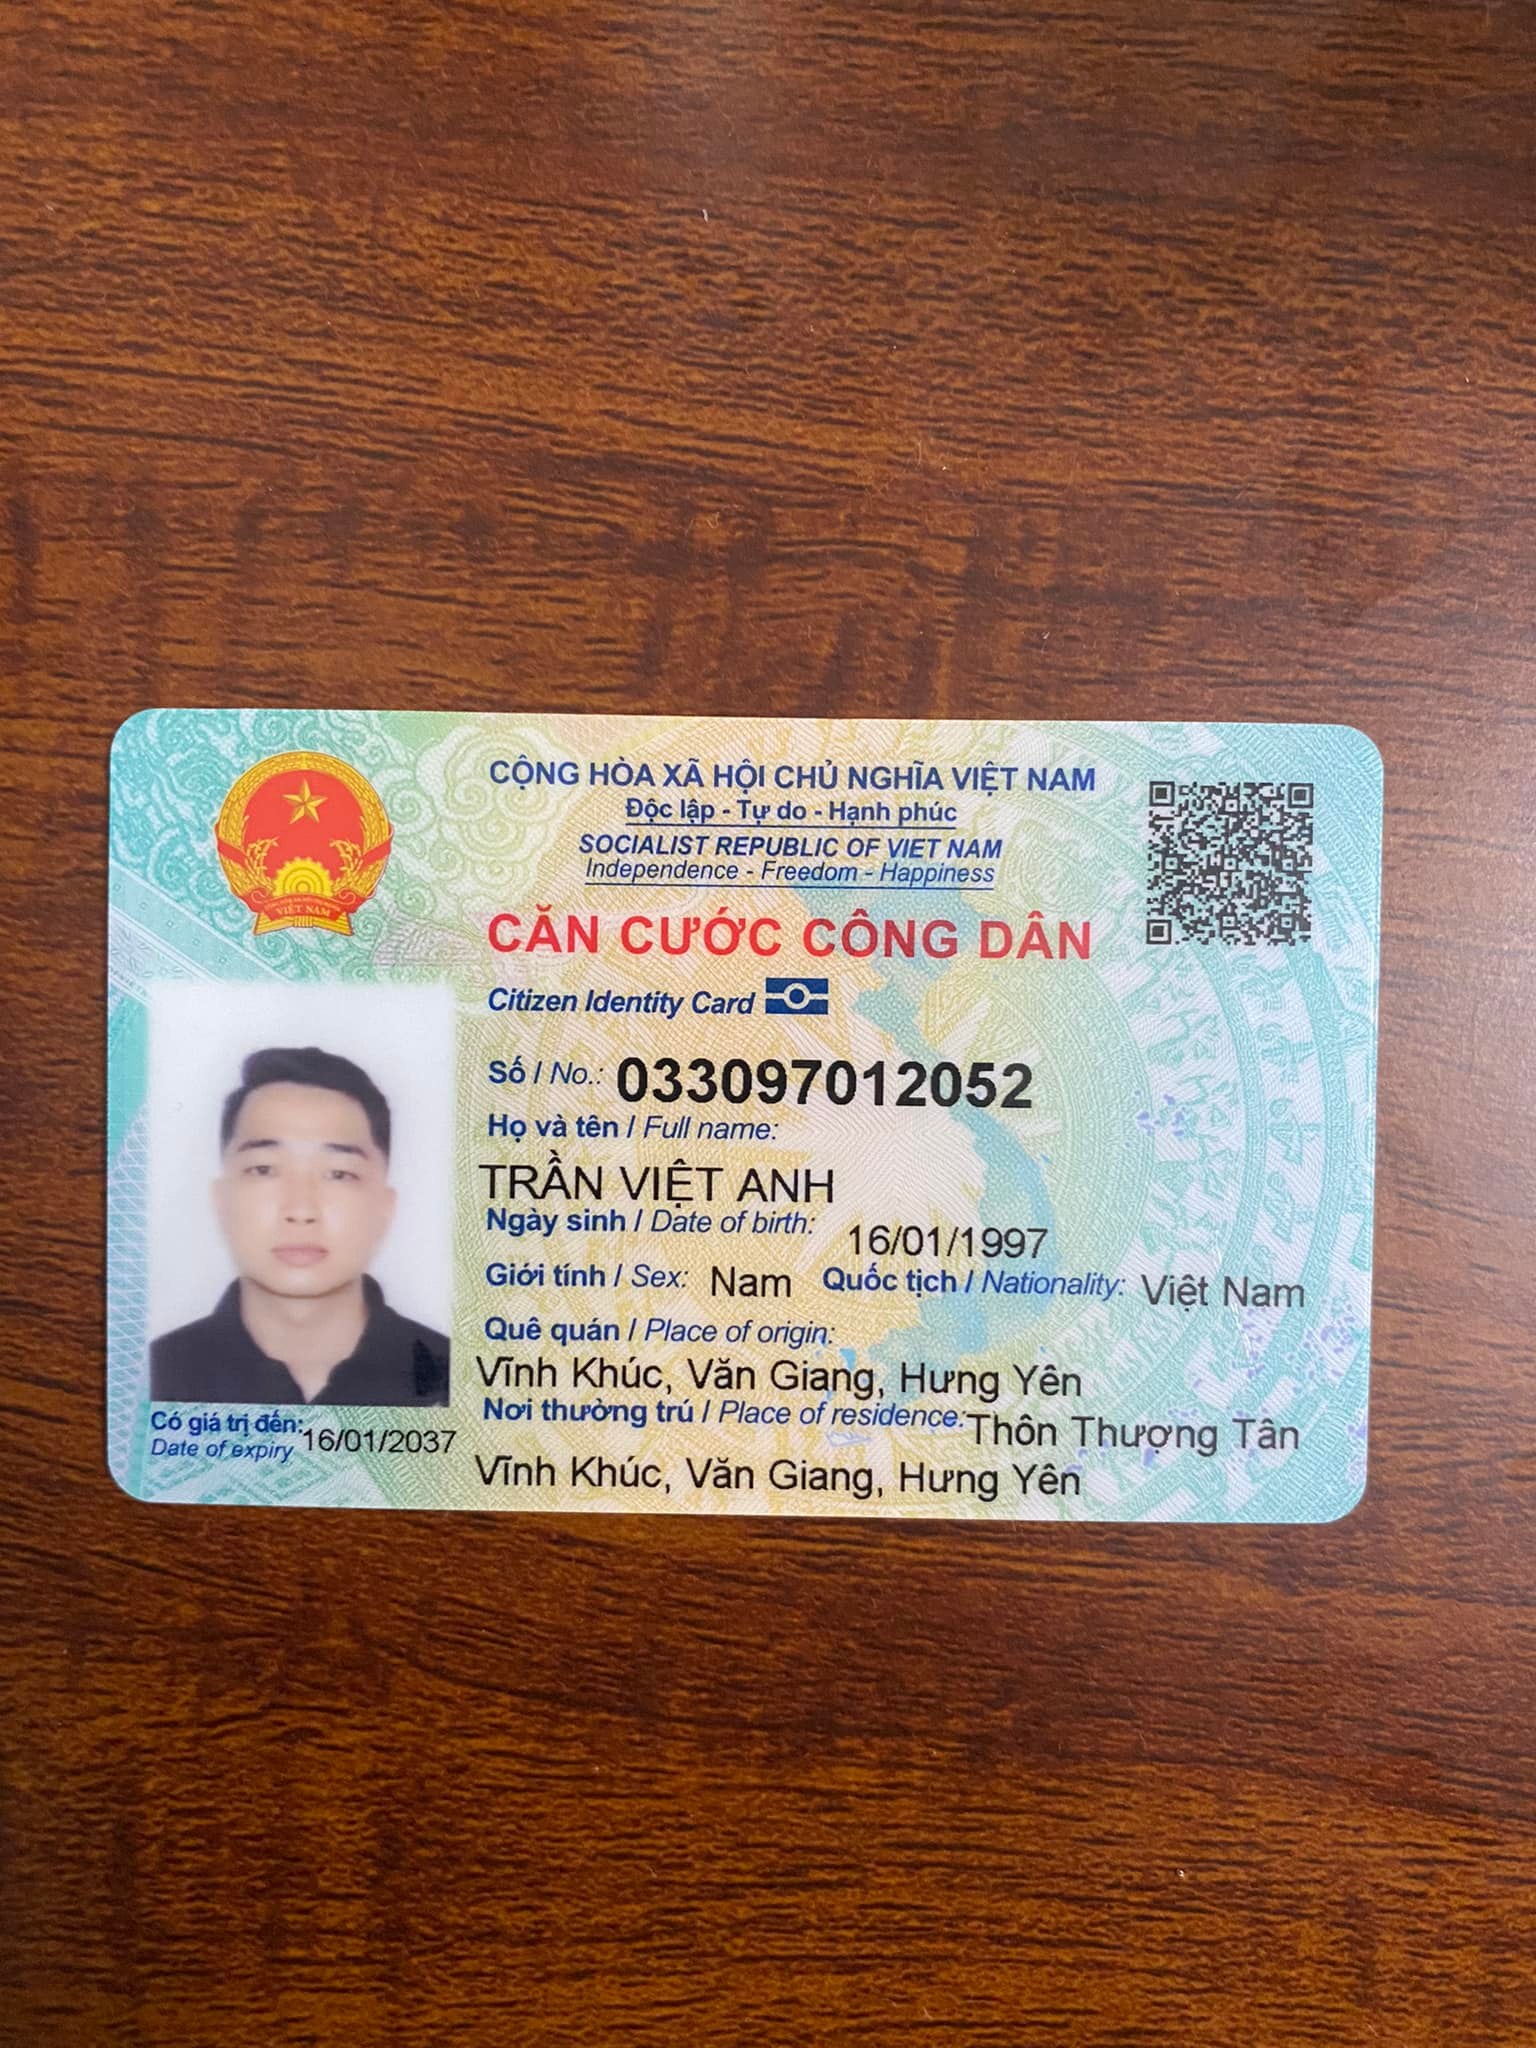 CỘNG HÒA XÃ HỘI CHỦ NGHĨA VIỆT NAM
Độc lập - Tự do - Hạnh phúc
SOCIALIST REPUBLIC OF VIET NAM
Independence - Freedom - Happiness
CĂN CƯỚC CÔNG DÂN
Citizen Identity Card
Số / No.: 033097012052
Họ và tên / Full name:
TRẦN VIỆT ANH
Ngày sinh / Date of birth: 16/01/1997
Giới tính / Sex: Nam Quốc tịch / Nationality: Việt Nam
Quê quán / Place of origin:
Vĩnh Khúc, Văn Giang, Hưng Yên
Nơi thường trú / Place of residence: Thôn Thượng Tân
Vĩnh Khúc, Văn Giang, Hưng Yên
Có giá trị đến: 16/01/2037
Date of expiry
VIỆT NAM